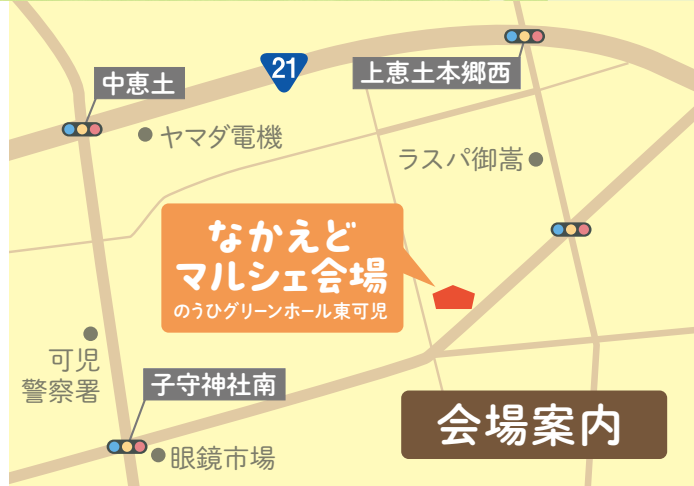 21
中恵土
上恵土本郷西
ヤマダ電機
ラスパ御嵩
なかえど
マルシェ会場
のうひグリーンホール東可児
可児
警察署
子守神社南
会場案内
眼鏡市場